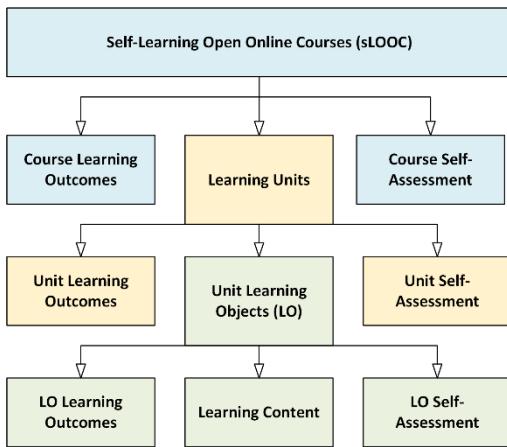 Self-Learning Open Online Courses (sLOOC)
Course Learning
Outcomes
Learning Units
Course Self-
Assessment
Unit Learning
Outcomes
Unit Learning
Objects (LO)
Unit Self-
Assessment
LO Learning
Outcomes
Learning Content
LO Self-
Assessment